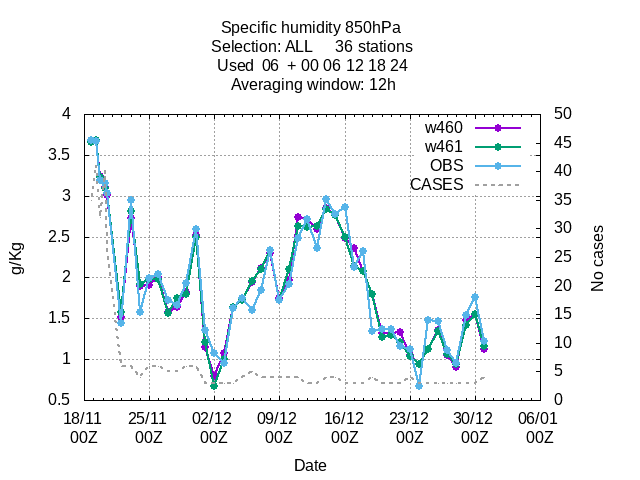 Specific humidity 850hPa
Selection: ALL 36 stations
Used 06 + 00 06 12 18 24
Averaging window: 12h
w460
w461
OBS
CASES
4
3.5
3
2.5
2
1.5
1
0.5
g/Kg
50
45
40
35
30
25
20
15
10
5
0
No cases
18/11 25/11 02/12 09/12 16/12 23/12 30/12 06/01
00Z 00Z 00Z 00Z 00Z 00Z 00Z 00Z
Date